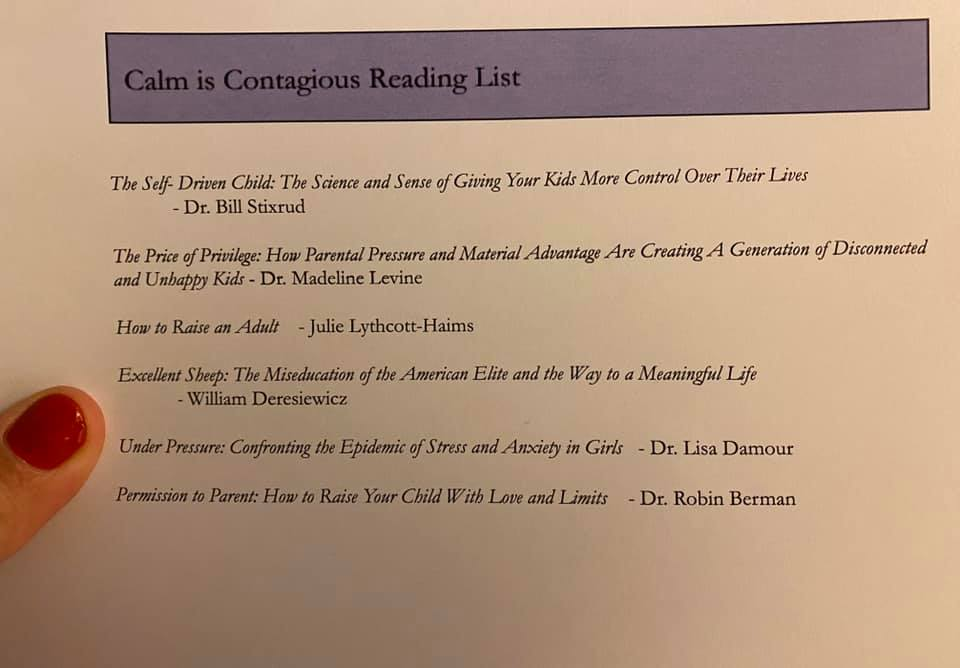 Calm is Contagious Reading List
The Self- Driven Child: The Science and Sense of Giving Your Kids More Control Over Their Lives
- Dr. Bill Stixrud
The Price of Privilege: How Parental Pressure and Material Advantage Are Creating A Generation of Disconnected
and Unhappy Kids - Dr. Madeline Levine
How to Raise an Adult - Julie Lythcott-Haims
Excellent Sheep: The Miseducation of the American Elite and the Way to a Meaningful Life
- William Deresiewicz
Under Pressure: Confronting the Epidemic of Stress and Anxiety in Girls - Dr. Lisa Damour
Permission to Parent: How to Raise Your Child With Love and Limits - Dr. Robin Berman